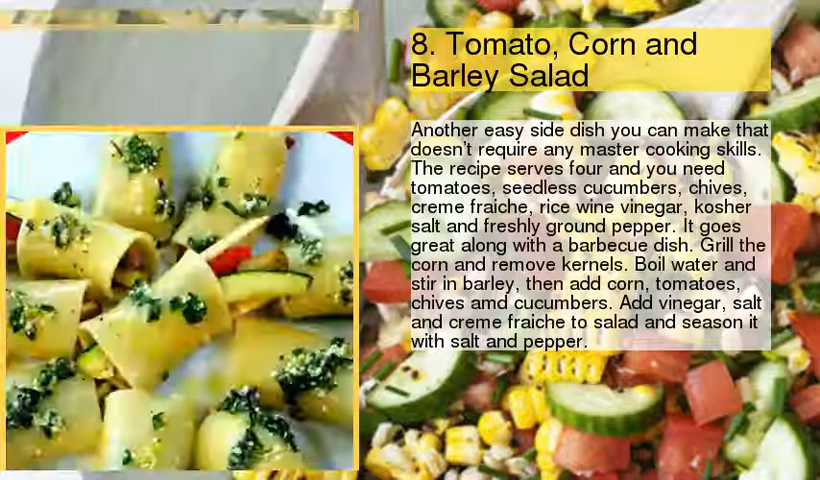 8. Tomato, Corn and
Barley Salad
Another easy side dish you can make that
doesn't require any master cooking skills.
The recipe serves four and you need
tomatoes, seedless cucumbers, chives,
creme fraiche, rice wine vinegar, kosher
salt and freshly ground pepper. It goes
great along with a barbecue dish. Grill the
corn and remove kernels. Boil water and
stir in barley, then add corn, tomatoes,
chives amd cucumbers. Add vinegar, salt
and creme fraiche to salad and season it
with salt and pepper.